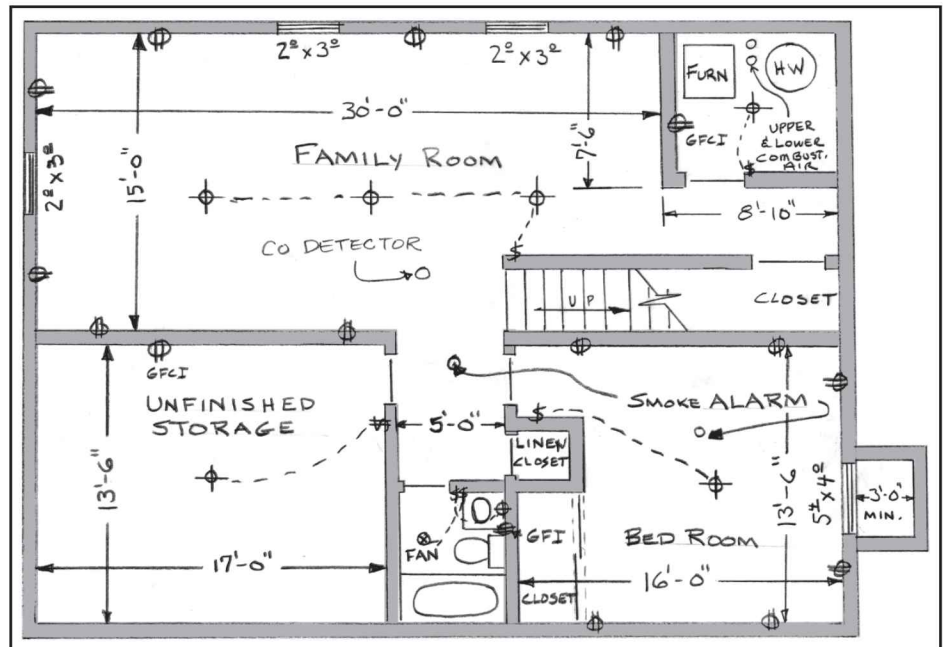 2⁰ x 3⁰
2⁰ x 3⁰
FURN
HW
30'-0"
7'-6"
GFCI
UPPER
& LOWER
COMBUST.
AIR
$
2⁰ x 3⁰
15'-0"
FAMILY ROOM
8'-10"
$
CO DETECTOR
UP
CLOSET
GFCI
UNFINISHED
STORAGE
$
5'-0"
$
SMOKE ALARM
LINEN
CLOSET
13'-6"
13'-6"
5⁴ x 4⁰
3'-0"
MIN.
$
FAN
GFI
BED ROOM
17'-0"
16'-0"
CLOSET